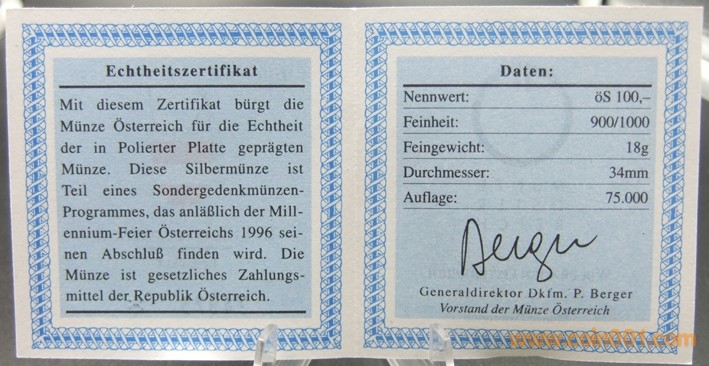 Echtheitszertifikat
Mit diesem Zertifikat bürgt die
Münze Österreich für die Echtheit
der in Polierter Platte geprägten
Münze. Diese Silbermünze ist
Teil eines Sondergedenkmünzen-
Programmes, das anläßlich der Mill-
ennium-Feier Österreichs 1996 sei-
nen Abschluß finden wird. Die
Münze ist gesetzliches Zahlungs-
mittel der Republik Österreich.
Daten:
Nennwert: öS 100,–
Feinheit: 900/1000
Feingewicht: 18g
Durchmesser: 34mm
Auflage: 75.000
Berger
Generaldirektor Dkfm. P. Berger
Vorstand der Münze Österreich
www.coin001.com